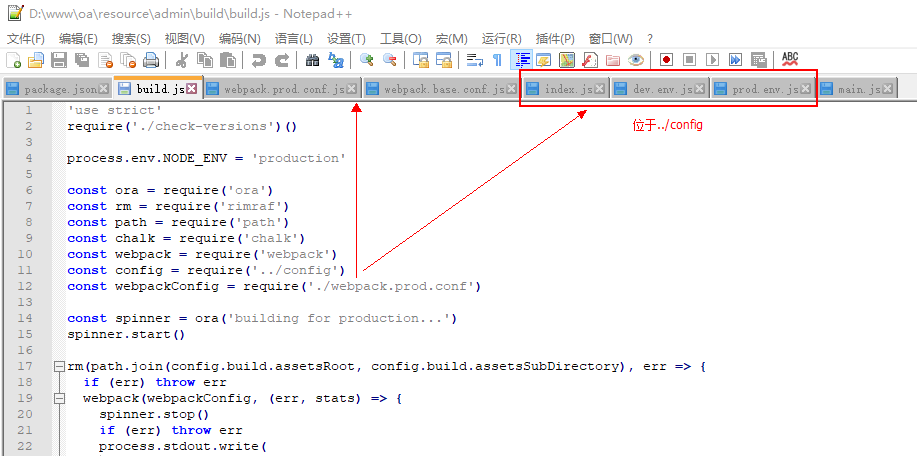 D:\www\oa\resource\admin\build\build.js - Notepad++
文件(F) 编辑(E) 搜索(S) 视图(V) 编码(N) 语言(L) 设置(T) 工具(O) 宏(M) 运行(R) 插件(P) 窗口(W) ?
ABC
package.json build.js webpack.prod.conf.js webpack.base.conf.js index.js dev.env.js prod.env.js main.js
位于../config
1 'use strict'
2 require('./check-versions')()
3
4 process.env.NODE_ENV = 'production'
5
6 const ora = require('ora')
7 const rm = require('rimraf')
8 const path = require('path')
9 const chalk = require('chalk')
10 const webpack = require('webpack')
11 const config = require('../config')
12 const webpackConfig = require('./webpack.prod.conf')
13
14 const spinner = ora('building for production...')
15 spinner.start()
16
17 rm(path.join(config.build.assetsRoot, config.build.assetsSubDirectory), err => {
18 if (err) throw err
19 webpack(webpackConfig, (err, stats) => {
20 spinner.stop()
21 if (err) throw err
22 process.stdout.write(